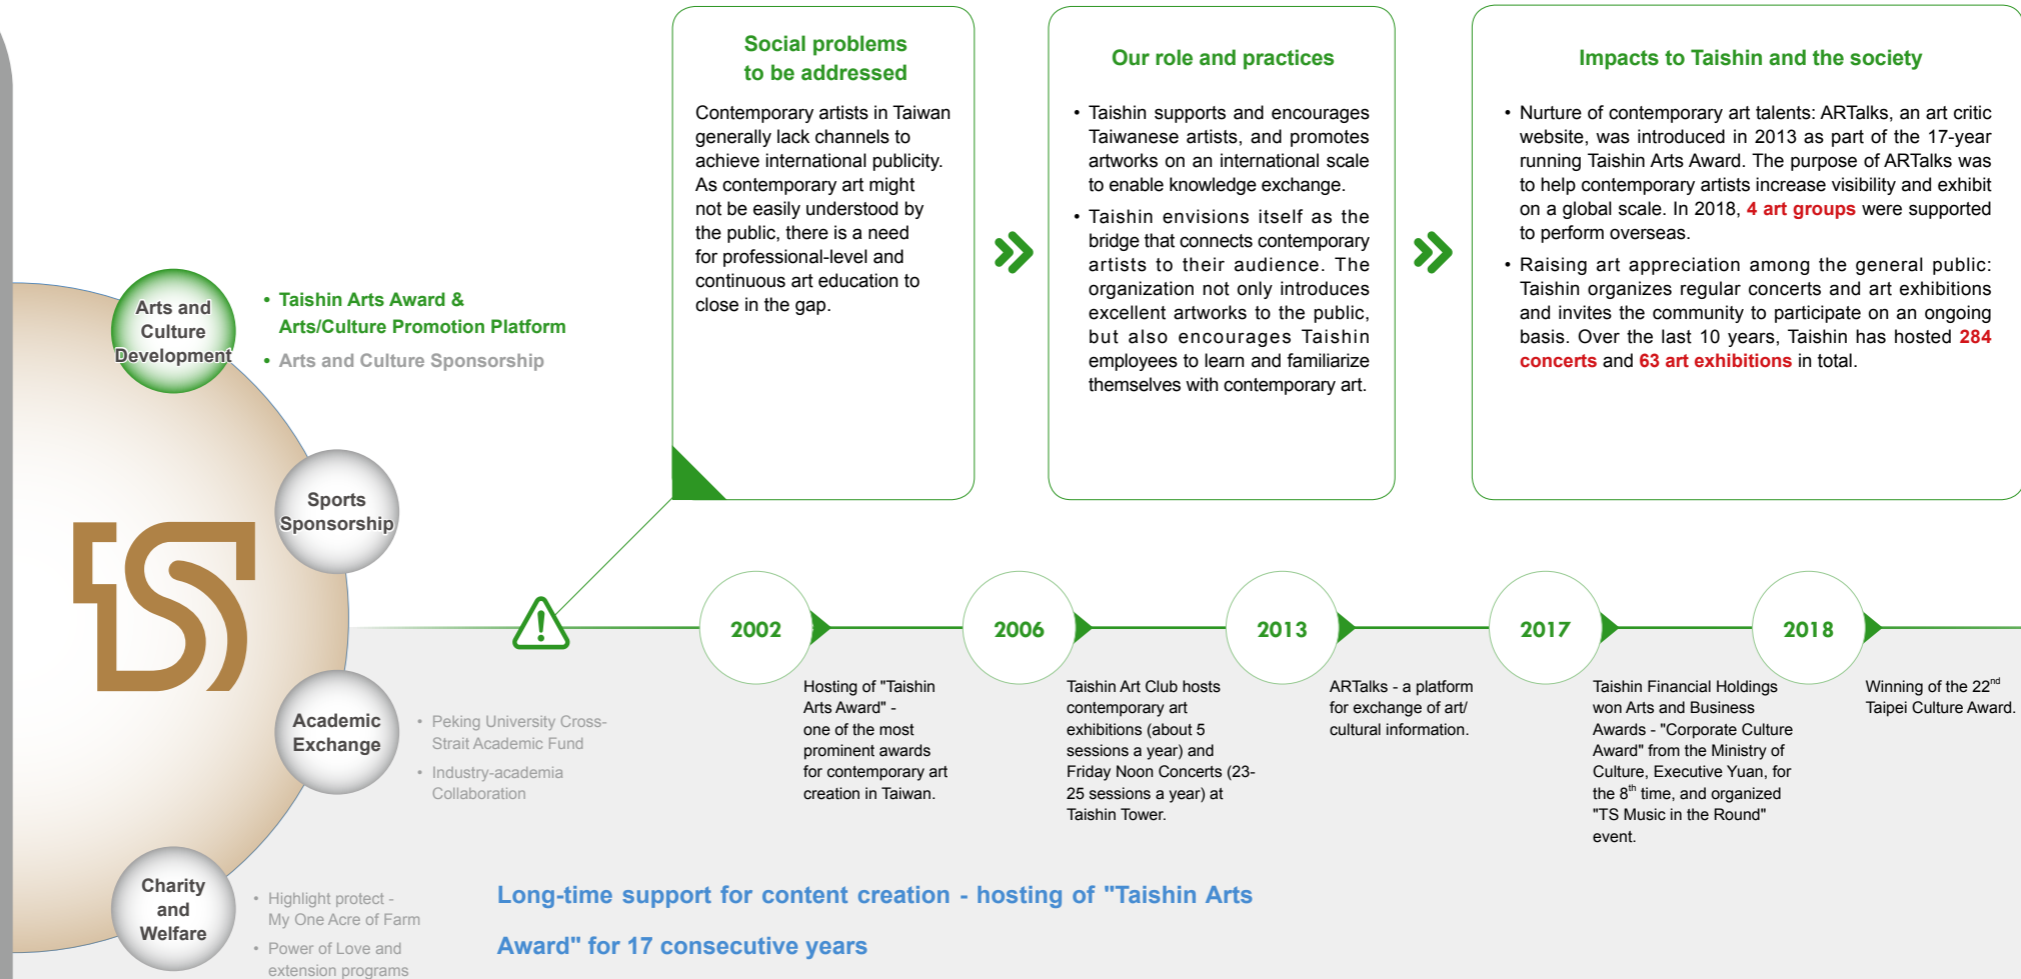 Social problems
to be addressed
Contemporary artists in Taiwan
generally lack channels to
achieve international publicity.
As contemporary art might
not be easily understood by
the public, there is a need
for professional-level and
continuous art education to
close in the gap.
Our role and practices
• Taishin supports and encourages
Taiwanese artists, and promotes
artworks on an international scale
to enable knowledge exchange.
• Taishin envisions itself as the
bridge that connects contemporary
artists to their audience. The
organization not only introduces
excellent artworks to the public,
but also encourages Taishin
employees to learn and familiarize
themselves with contemporary art.
Impacts to Taishin and the society
• Nurture of contemporary art talents: ARTalks, an art critic
website, was introduced in 2013 as part of the 17-year
running Taishin Arts Award. The purpose of ARTalks was
to help contemporary artists increase visibility and exhibit
on a global scale. In 2018, 4 art groups were supported
to perform overseas.
• Raising art appreciation among the general public:
Taishin organizes regular concerts and art exhibitions
and invites the community to participate on an ongoing
basis. Over the last 10 years, Taishin has hosted 284
concerts and 63 art exhibitions in total.
Arts and
Culture
Development
• Taishin Arts Award &
Arts/Culture Promotion Platform
• Arts and Culture Sponsorship
Sports
Sponsorship
Academic
Exchange
• Peking University Cross-
Strait Academic Fund
• Industry-academia
Collaboration
Charity
and
Welfare
• Highlight protect -
My One Acre of Farm
• Power of Love and
extension programs
2002
Hosting of "Taishin
Arts Award" -
one of the most
prominent awards
for contemporary art
creation in Taiwan.
2006
Taishin Art Club hosts
contemporary art
exhibitions (about 5
sessions a year) and
Friday Noon Concerts (23-
25 sessions a year) at
Taishin Tower.
2013
ARTalks - a platform
for exchange of art/
cultural information.
2017
Taishin Financial Holdings
won Arts and Business
Awards - "Corporate Culture
Award" from the Ministry of
Culture, Executive Yuan, for
the 8th time, and organized
"TS Music in the Round"
event.
2018
Winning of the 22nd
Taipei Culture Award.
Long-time support for content creation - hosting of "Taishin Arts
Award" for 17 consecutive years